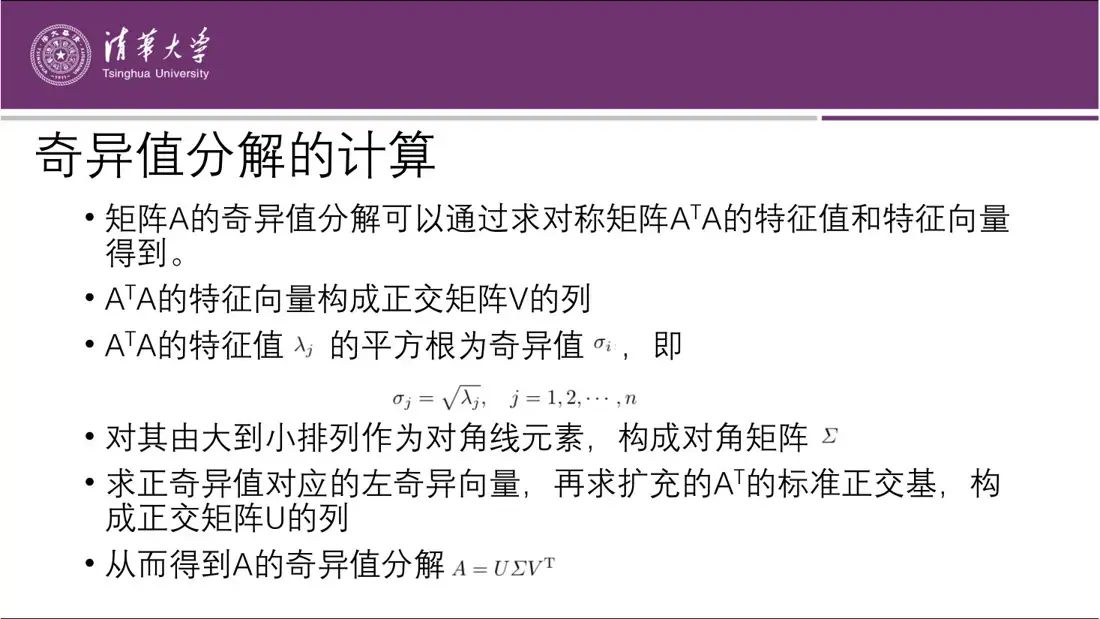 清华大学
Tsinghua University
奇异值分解的计算
• 矩阵A的奇异值分解可以通过求对称矩阵AᵀA的特征值和特征向量
得到。
• AᵀA的特征向量构成正交矩阵V的列
• AᵀA的特征值 λⱼ 的平方根为奇异值 σᵢ ，即
σⱼ = √λⱼ, j = 1, 2, ⋯ , n
• 对其由大到小排列作为对角线元素，构成对角矩阵 Σ
• 求正奇异值对应的左奇异向量，再求扩充的Aᵀ的标准正交基，构
成正交矩阵U的列
• 从而得到A的奇异值分解 A = UΣVᵀ